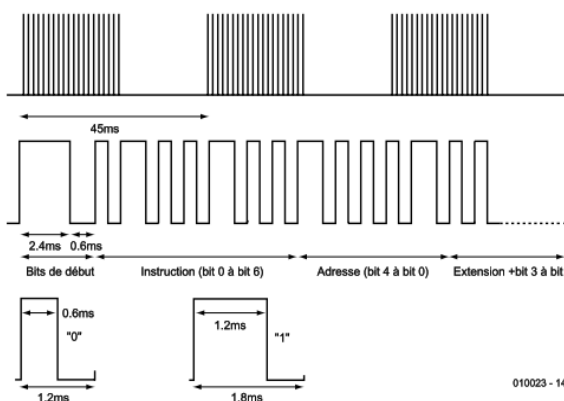 45ms
2.4ms 0.6ms
Bits de début Instruction (bit 0 à bit 6) Adresse (bit 4 à bit 0) Extension +bit 3 à bit
0.6ms
"0"
1.2ms
1.2ms
"1"
1.8ms
010023 - 14